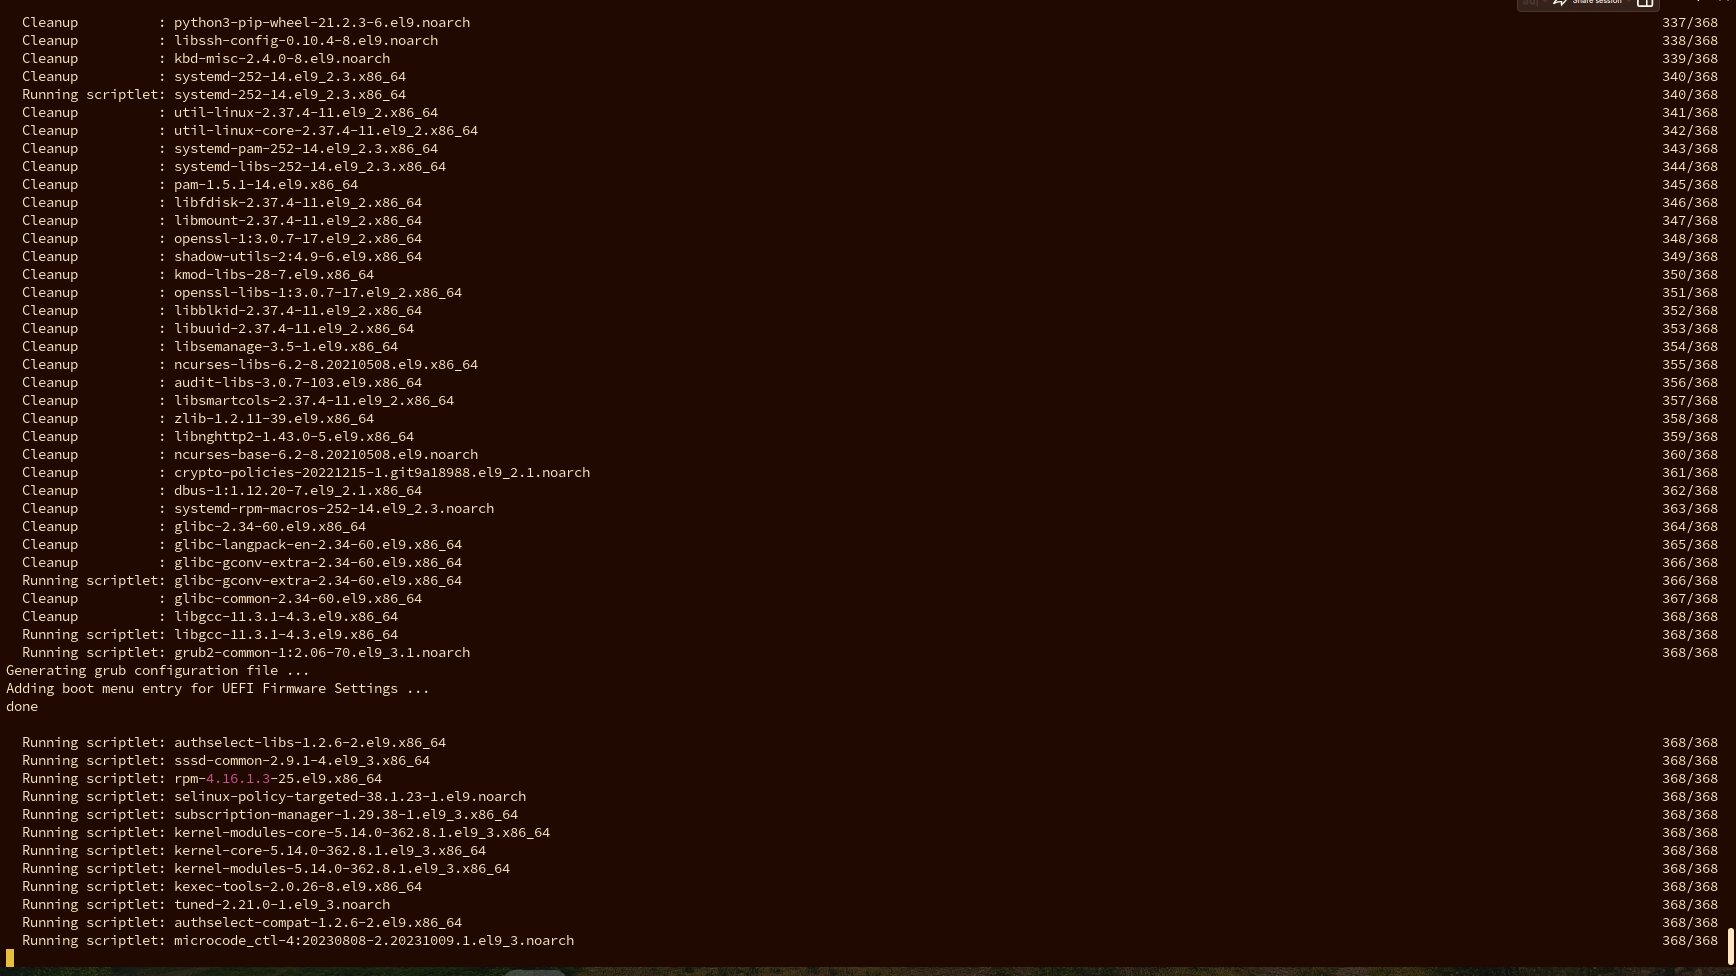 Share session
Cleanup : python3-pip-wheel-21.2.3-6.el9.noarch 337/368
Cleanup : libssh-config-0.10.4-8.el9.noarch 338/368
Cleanup : kbd-misc-2.4.0-8.el9.noarch 339/368
Cleanup : systemd-252-14.el9_2.3.x86_64 340/368
Running scriptlet: systemd-252-14.el9_2.3.x86_64 340/368
Cleanup : util-linux-2.37.4-11.el9_2.x86_64 341/368
Cleanup : util-linux-core-2.37.4-11.el9_2.x86_64 342/368
Cleanup : systemd-pam-252-14.el9_2.3.x86_64 343/368
Cleanup : systemd-libs-252-14.el9_2.3.x86_64 344/368
Cleanup : pam-1.5.1-14.el9.x86_64 345/368
Cleanup : libfdisk-2.37.4-11.el9_2.x86_64 346/368
Cleanup : libmount-2.37.4-11.el9_2.x86_64 347/368
Cleanup : openssl-1:3.0.7-17.el9_2.x86_64 348/368
Cleanup : shadow-utils-2:4.9-6.el9.x86_64 349/368
Cleanup : kmod-libs-28-7.el9.x86_64 350/368
Cleanup : openssl-libs-1:3.0.7-17.el9_2.x86_64 351/368
Cleanup : libblkid-2.37.4-11.el9_2.x86_64 352/368
Cleanup : libuuid-2.37.4-11.el9_2.x86_64 353/368
Cleanup : libsemanage-3.5-1.el9.x86_64 354/368
Cleanup : ncurses-libs-6.2-8.20210508.el9.x86_64 355/368
Cleanup : audit-libs-3.0.7-103.el9.x86_64 356/368
Cleanup : libsmartcols-2.37.4-11.el9_2.x86_64 357/368
Cleanup : zlib-1.2.11-39.el9.x86_64 358/368
Cleanup : libnghttp2-1.43.0-5.el9.x86_64 359/368
Cleanup : ncurses-base-6.2-8.20210508.el9.noarch 360/368
Cleanup : crypto-policies-20221215-1.git9a18988.el9_2.1.noarch 361/368
Cleanup : dbus-1:1.12.20-7.el9_2.1.x86_64 362/368
Cleanup : systemd-rpm-macros-252-14.el9_2.3.noarch 363/368
Cleanup : glibc-2.34-60.el9.x86_64 364/368
Cleanup : glibc-langpack-en-2.34-60.el9.x86_64 365/368
Cleanup : glibc-gconv-extra-2.34-60.el9.x86_64 366/368
Running scriptlet: glibc-gconv-extra-2.34-60.el9.x86_64 366/368
Cleanup : glibc-common-2.34-60.el9.x86_64 367/368
Cleanup : libgcc-11.3.1-4.3.el9.x86_64 368/368
Running scriptlet: libgcc-11.3.1-4.3.el9.x86_64 368/368
Running scriptlet: grub2-common-1:2.06-70.el9_3.1.noarch 368/368
Generating grub configuration file ...
Adding boot menu entry for UEFI Firmware Settings ...
done
Running scriptlet: authselect-libs-1.2.6-2.el9.x86_64 368/368
Running scriptlet: sssd-common-2.9.1-4.el9_3.x86_64 368/368
Running scriptlet: rpm-4.16.1.3-25.el9.x86_64 368/368
Running scriptlet: selinux-policy-targeted-38.1.23-1.el9.noarch 368/368
Running scriptlet: subscription-manager-1.29.38-1.el9_3.x86_64 368/368
Running scriptlet: kernel-modules-core-5.14.0-362.8.1.el9_3.x86_64 368/368
Running scriptlet: kernel-core-5.14.0-362.8.1.el9_3.x86_64 368/368
Running scriptlet: kernel-modules-5.14.0-362.8.1.el9_3.x86_64 368/368
Running scriptlet: kexec-tools-2.0.26-8.el9.x86_64 368/368
Running scriptlet: tuned-2.21.0-1.el9_3.noarch 368/368
Running scriptlet: authselect-compat-1.2.6-2.el9.x86_64 368/368
Running scriptlet: microcode_ctl-4:20230808-2.20231009.1.el9_3.noarch 368/368